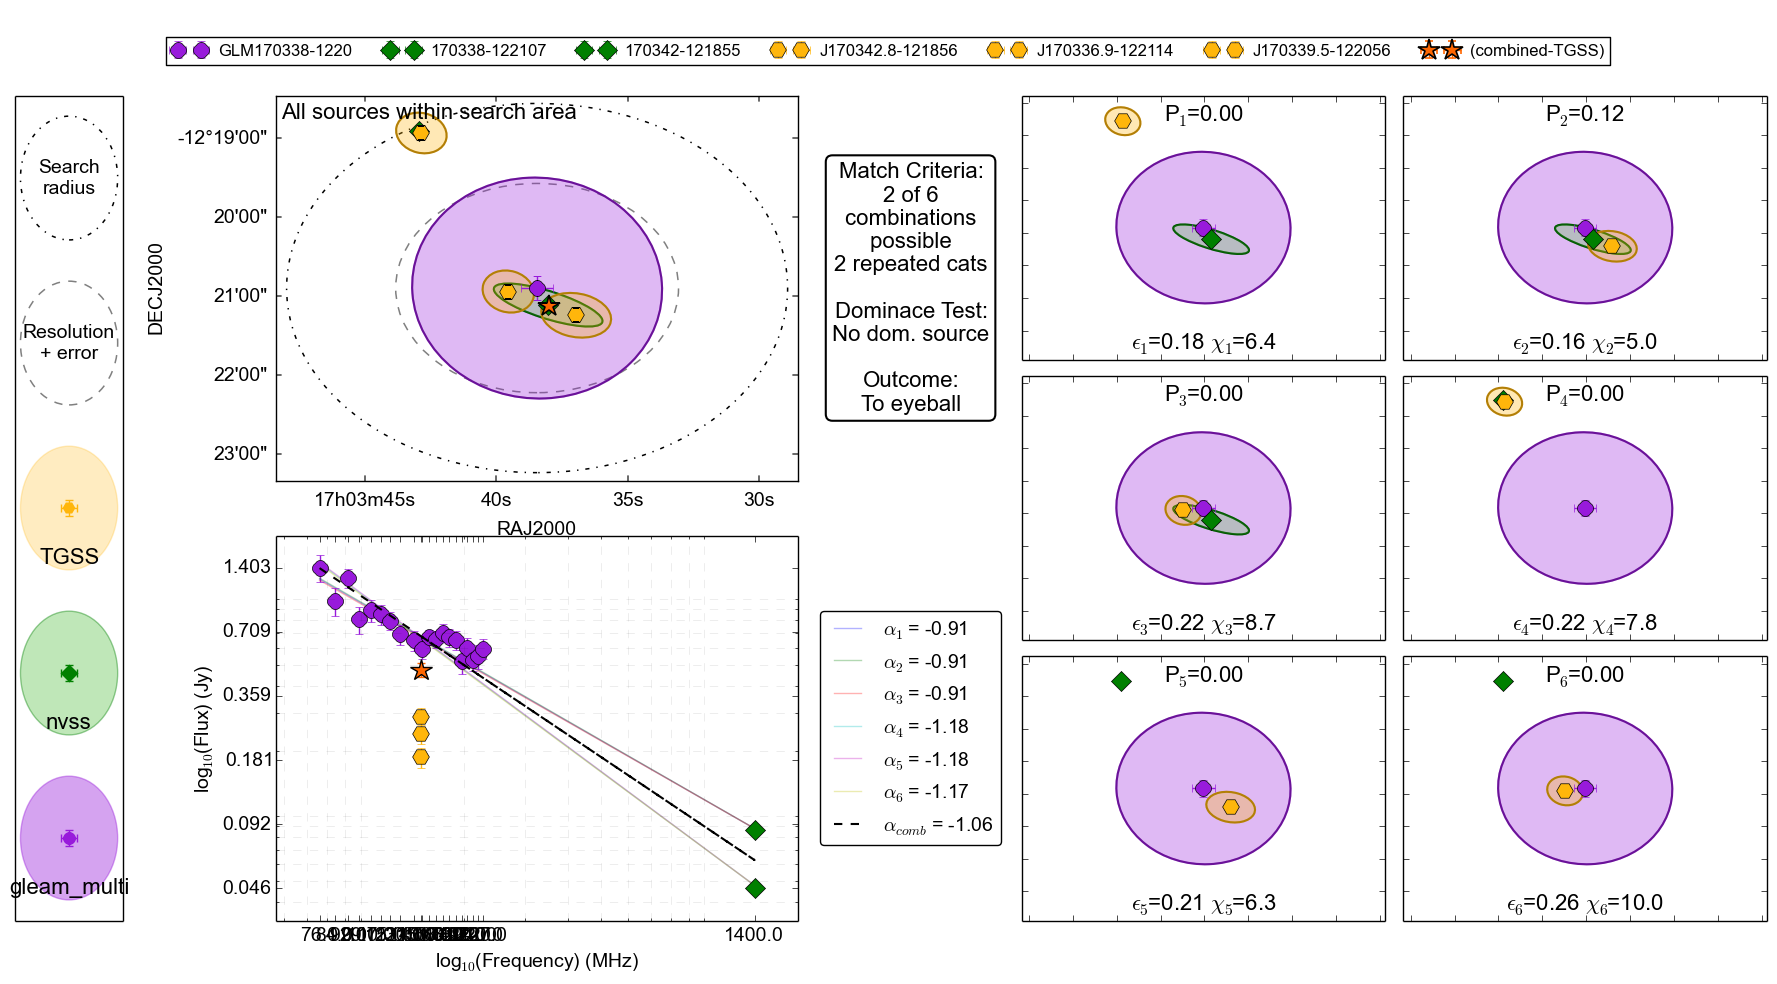 GLM170338-1220 170338-122107 170342-121855 J170342.8-121856 J170336.9-122114 J170339.5-122056 (combined-TGSS)
Search
radius
Resolution
+ error
TGSS
nvss
gleam_multi
All sources within search area
-12°19'00"
20'00"
21'00"
22'00"
23'00"
DECJ2000
17h03m45s 40s 35s 30s
RAJ2000
Match Criteria:
2 of 6
combinations
possible
2 repeated cats
Dominace Test:
No dom. source
Outcome:
To eyeball
1.403
0.709
0.359
0.181
0.092
0.046
log10(Flux) (Jy)
1400.0
log10(Frequency) (MHz)
α1 = -0.91
α2 = -0.91
α3 = -0.91
α4 = -1.18
α5 = -1.18
α6 = -1.17
αcomb = -1.06
P1=0.00
ϵ1=0.18 χ1=6.4
P2=0.12
ϵ2=0.16 χ2=5.0
P3=0.00
ϵ3=0.22 χ3=8.7
P4=0.00
ϵ4=0.22 χ4=7.8
P5=0.00
ϵ5=0.21 χ5=6.3
P6=0.00
ϵ6=0.26 χ6=10.0